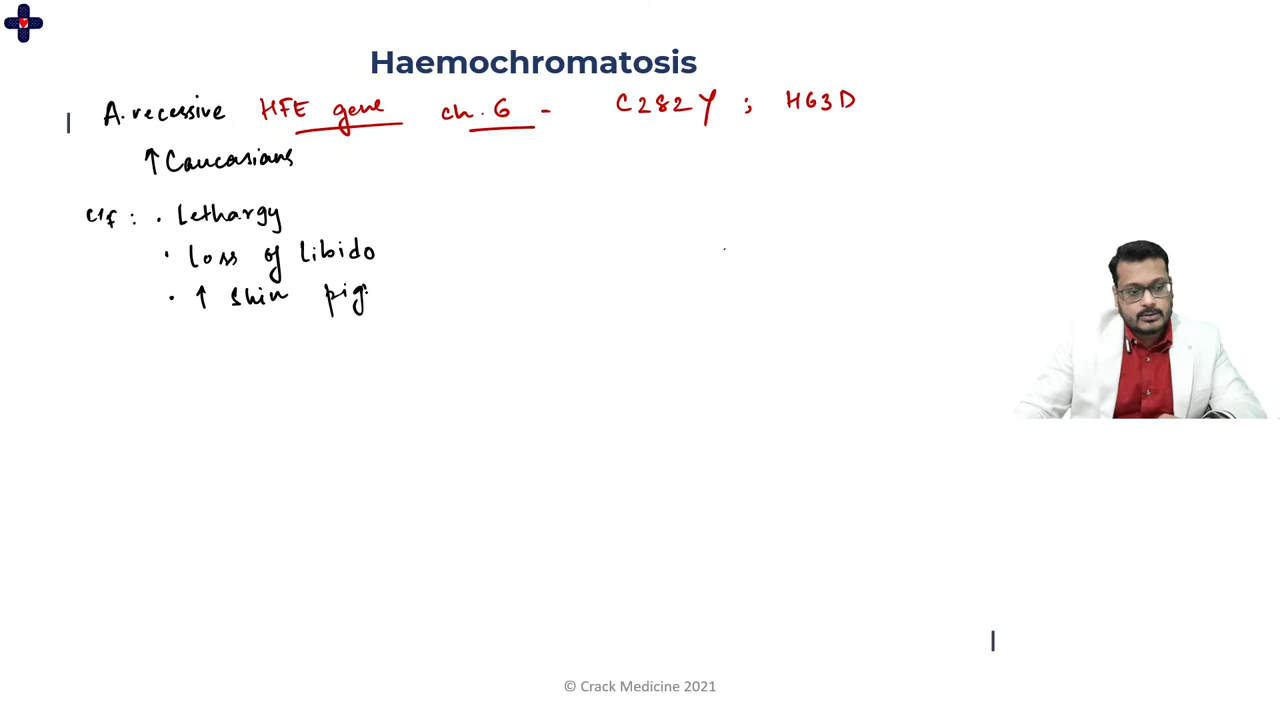 Haemochromatosis
A. recessive HFE gene ch. 6 - C282Y ; H63D
↑ Caucasians
c/f : . Lethargy
. Loss of Libido
. ↑ skin pig
© Crack Medicine 2021